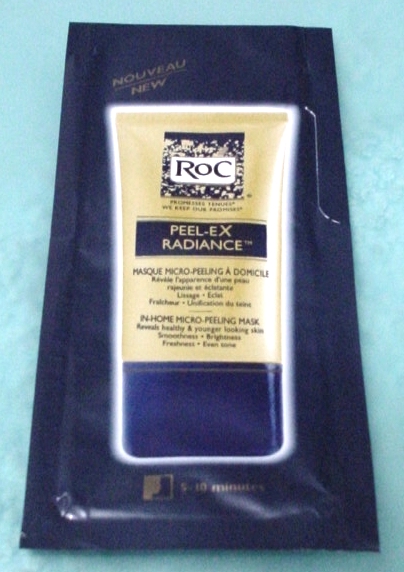 NOUVEAU
NEW
RoC
PROMESSES TENUES*
WE KEEP OUR PROMISES*
PEEL-EX
RADIANCE™
MASQUE MICRO-PEELING À DOMICILE
Révèle l'apparence d'une peau
rajeunie et éclatante
Lissage • Éclat
Fraîcheur • Unification du teint
IN-HOME MICRO-PEELING MASK
Reveals healthy & younger looking skin
Smoothness • Brightness
Freshness • Even tone
5-10 minutes